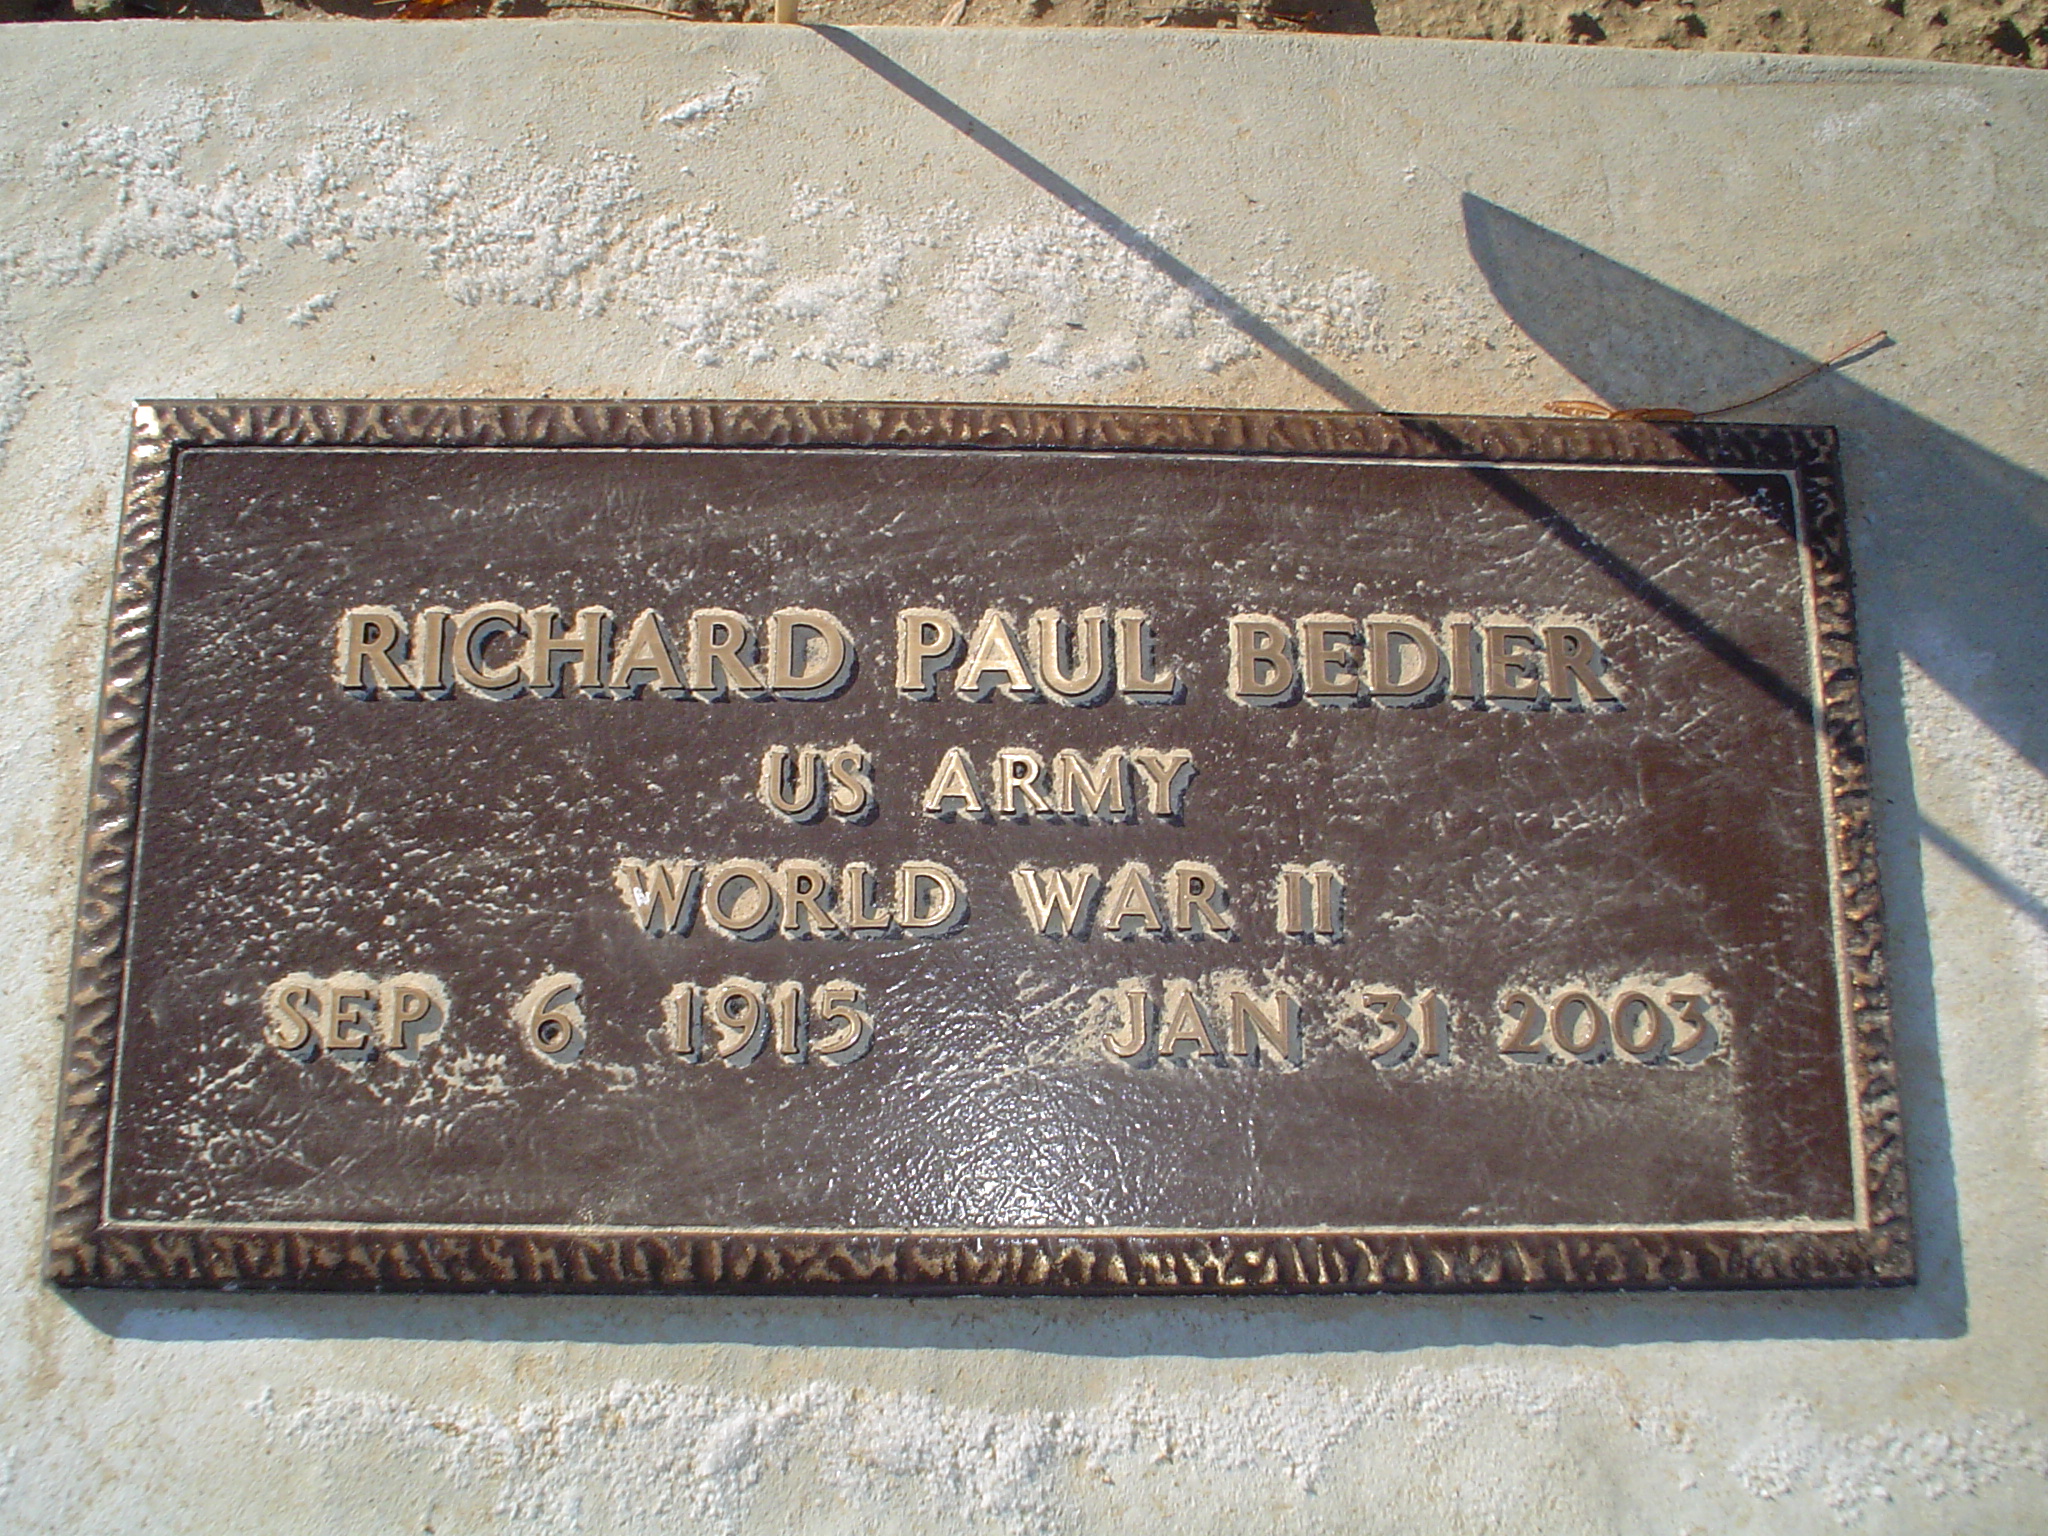 RICHARD PAUL BEDIER
US ARMY
WORLD WAR II
SEP 6 1915 JAN 31 2003